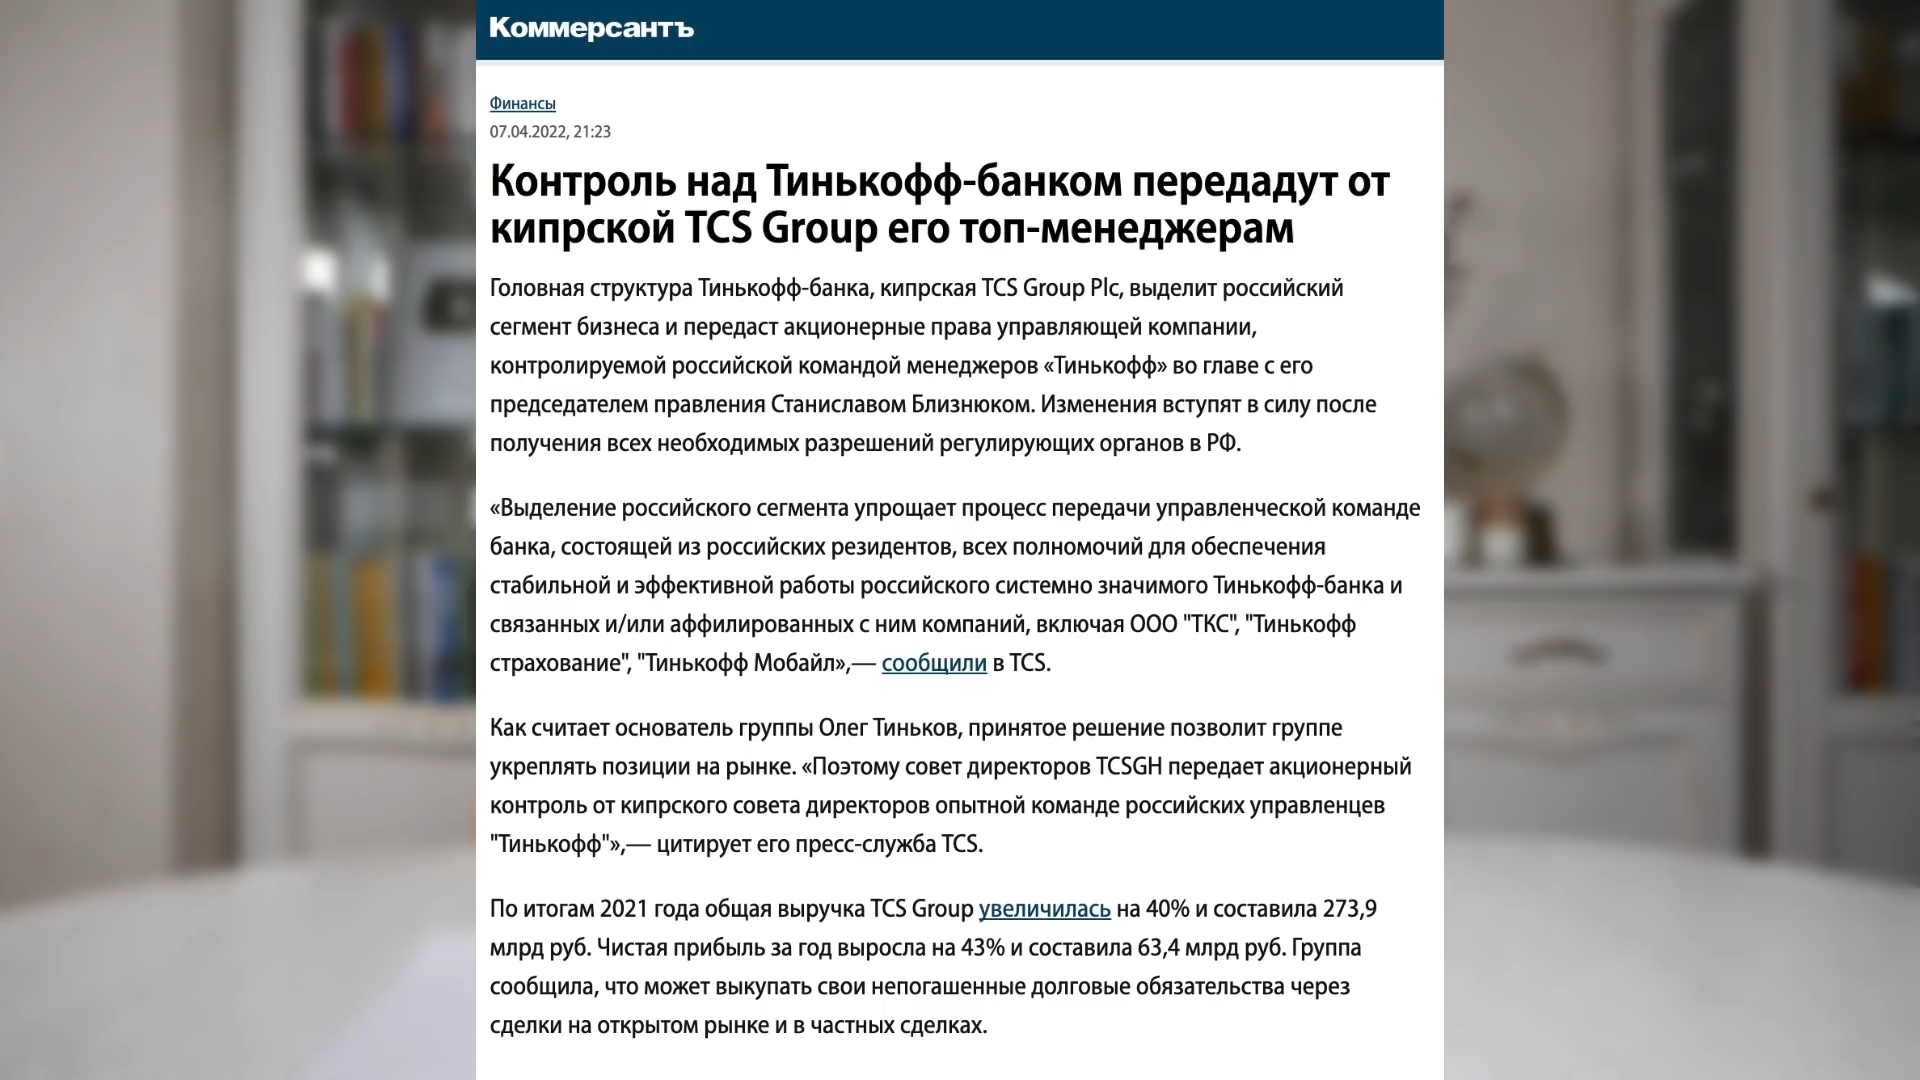 Коммерсантъ
Финансы
07.04.2022, 21:23
Контроль над Тинькофф-банком передадут от
кипрской TCS Group его топ-менеджерам
Головная структура Тинькофф-банка, кипрская TCS Group Plc, выделит российский
сегмент бизнеса и передаст акционерные права управляющей компании,
контролируемой российской командой менеджеров «Тинькофф» во главе с его
председателем правления Станиславом Близнюком. Изменения вступят в силу после
получения всех необходимых разрешений регулирующих органов в РФ.
«Выделение российского сегмента упрощает процесс передачи управленческой команде
банка, состоящей из российских резидентов, всех полномочий для обеспечения
стабильной и эффективной работы российского системно значимого Тинькофф-банка и
связанных и/или аффилированных с ним компаний, включая ООО "ТКС", "Тинькофф
страхование", "Тинькофф Мобайл»,— сообщили в TCS.
Как считает основатель группы Олег Тиньков, принятое решение позволит группе
укреплять позиции на рынке. «Поэтому совет директоров TCSGH передает акционерный
контроль от кипрского совета директоров опытной команде российских управленцев
"Тинькофф"»,— цитирует его пресс-служба TCS.
По итогам 2021 года общая выручка TCS Group увеличилась на 40% и составила 273,9
млрд руб. Чистая прибыль за год выросла на 43% и составила 63,4 млрд руб. Группа
сообщила, что может выкупать свои непогашенные долговые обязательства через
сделки на открытом рынке и в частных сделках.